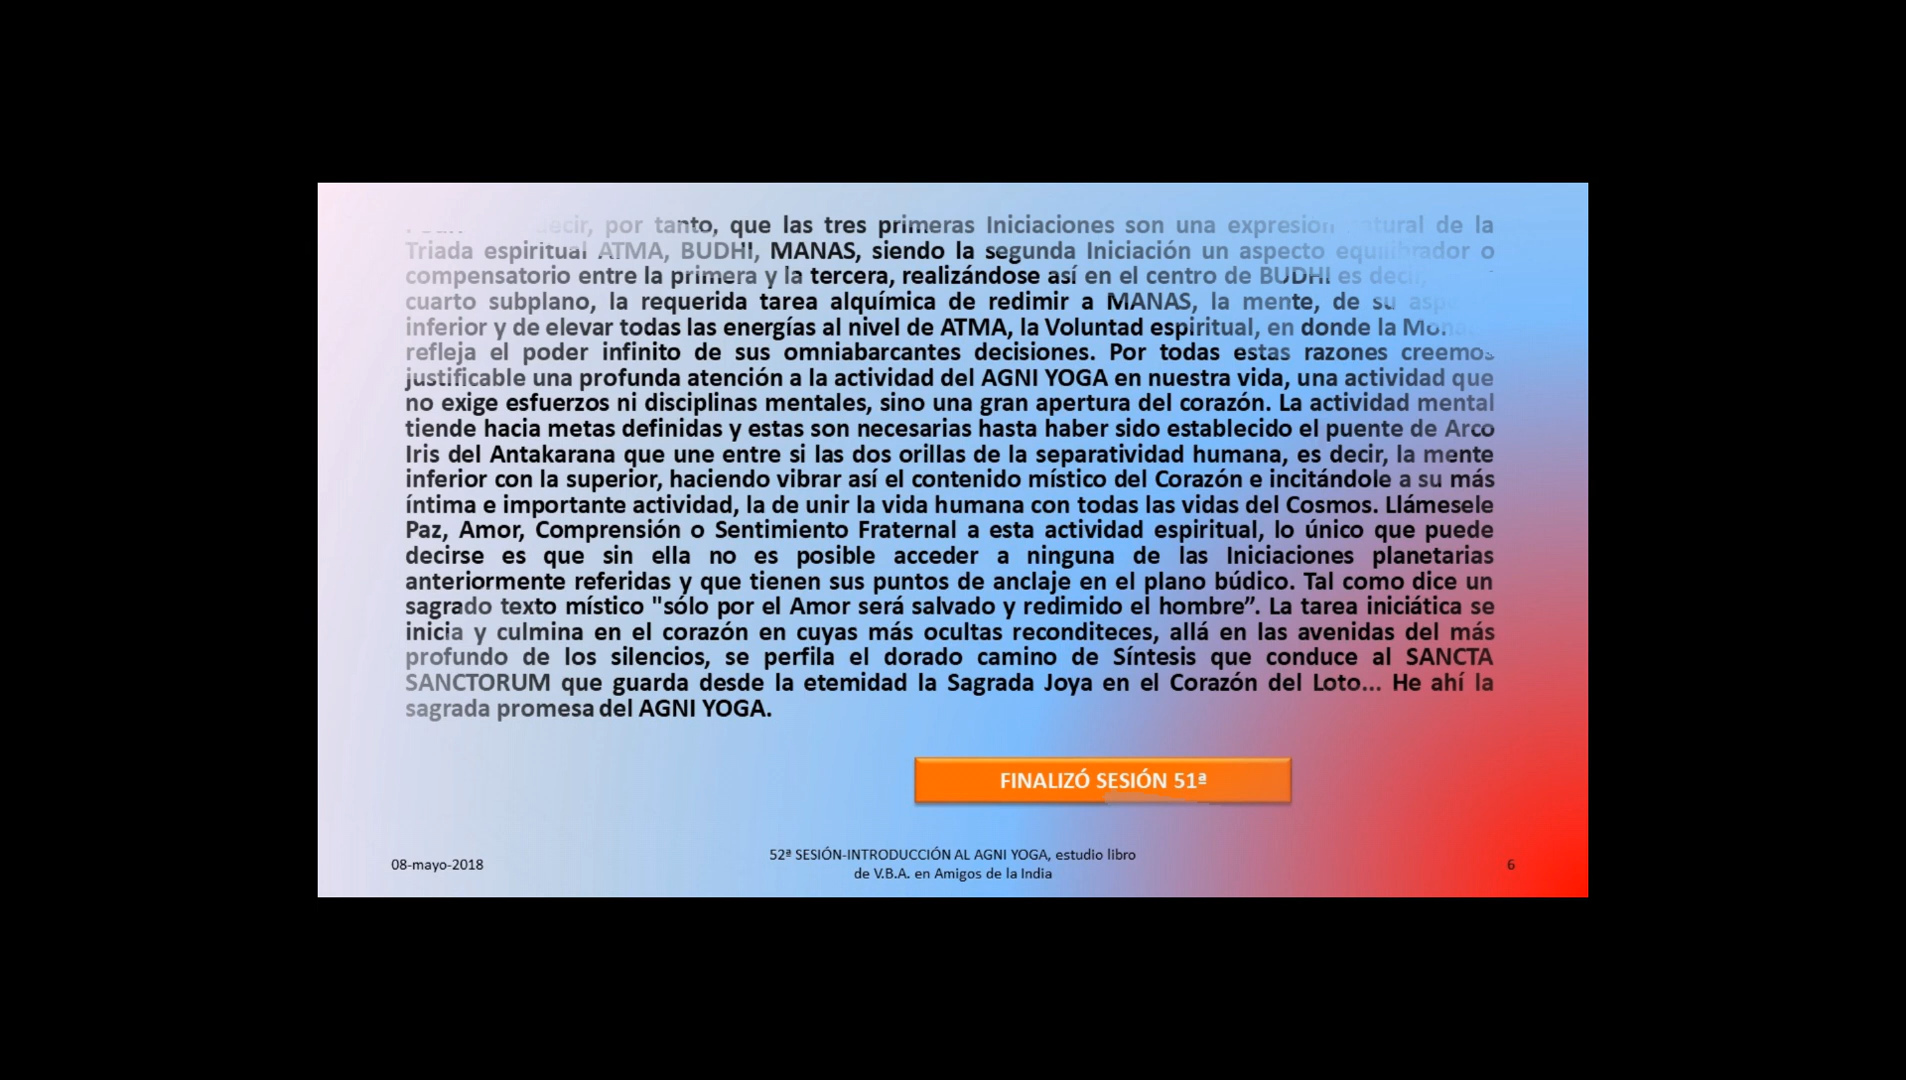 por tanto, que las tres primeras Iniciaciones son una expresión de la
Triada espiritual ATMA, BUDHI, MANAS, siendo la segunda Iniciación un aspecto equilibrador o
compensatorio entre la primera y la tercera, realizándose así en el centro de BUDHI es decir,
cuarto subplano, la requerida tarea alquímica de redimir a MANAS, la mente, de su
inferior y de elevar todas las energías al nivel de ATMA, la Voluntad espiritual, en donde la
refleja el poder infinito de sus omniabarcantes decisiones. Por todas estas razones creemos
justificable una profunda atención a la actividad del AGNI YOGA en nuestra vida, una actividad que
no exige esfuerzos ni disciplinas mentales, sino una gran apertura del corazón. La actividad mental
tiende hacia metas definidas y estas son necesarias hasta haber sido establecido el puente de Arco
Iris del Antakarana que une entre si las dos orillas de la separatividad humana, es decir, la mente
inferior con la superior, haciendo vibrar así el contenido místico del Corazón e incitándole a su más
íntima e importante actividad, la de unir la vida humana con todas las vidas del Cosmos. Llámesele
Paz, Amor, Comprensión o Sentimiento Fraternal a esta actividad espiritual, lo único que puede
decirse es que sin ella no es posible acceder a ninguna de las Iniciaciones planetarias
anteriormente referidas y que tienen sus puntos de anclaje en el plano búdico. Tal como dice un
sagrado texto místico "sólo por el Amor será salvado y redimido el hombre”. La tarea iniciática se
inicia y culmina en el corazón en cuyas más ocultas reconditeces, allá en las avenidas del más
profundo de los silencios, se perfila el dorado camino de Síntesis que conduce al SANCTA
SANCTORUM que guarda desde la etemidad la Sagrada Joya en el Corazón del Loto... He ahí la
sagrada promesa del AGNI YOGA.
FINALIZÓ SESIÓN 51ª
08-mayo-2018
52ª SESIÓN-INTRODUCCIÓN AL AGNI YOGA, estudio libro
de V.B.A. en Amigos de la India
6